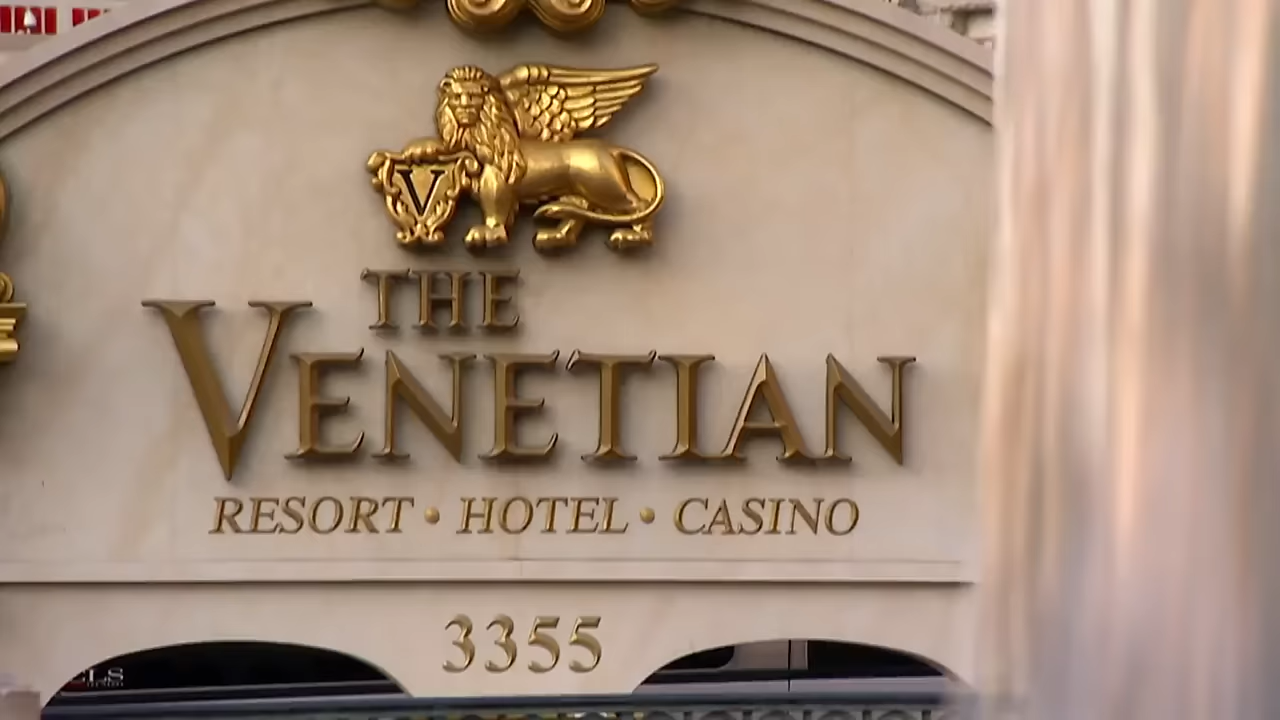 V
THE
VENETIAN
RESORT · HOTEL · CASINO
3355